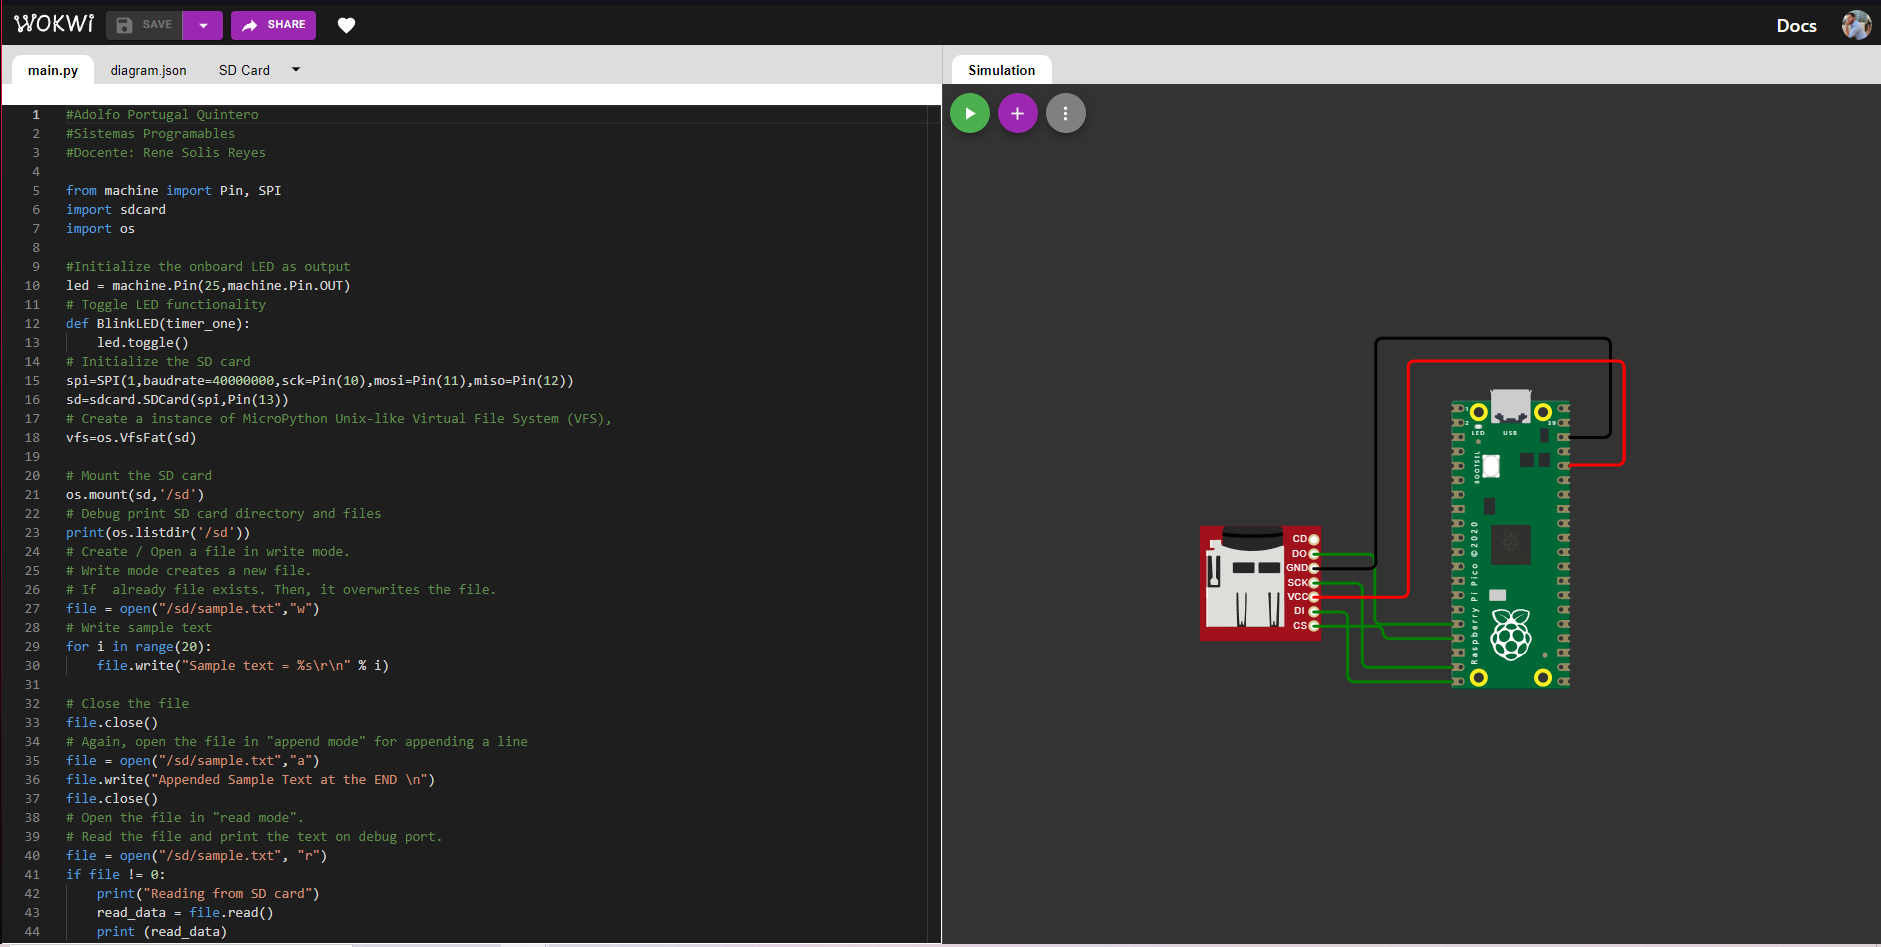 WOKWI SAVE SHARE Docs
main.py diagram.json SD Card Simulation
1 #Adolfo Portugal Quintero
2 #Sistemas Programables
3 #Docente: Rene Solis Reyes
4
5 from machine import Pin, SPI
6 import sdcard
7 import os
8
9 #Initialize the onboard LED as output
10 led = machine.Pin(25,machine.Pin.OUT)
11 # Toggle LED functionality
12 def BlinkLED(timer_one):
13     led.toggle()
14 # Initialize the SD card
15 spi=SPI(1,baudrate=40000000,sck=Pin(10),mosi=Pin(11),miso=Pin(12))
16 sd=sdcard.SDCard(spi,Pin(13))
17 # Create a instance of MicroPython Unix-like Virtual File System (VFS),
18 vfs=os.VfsFat(sd)
19
20 # Mount the SD card
21 os.mount(sd,'/sd')
22 # Debug print SD card directory and files
23 print(os.listdir('/sd'))
24 # Create / Open a file in write mode.
25 # Write mode creates a new file.
26 # If  already file exists. Then, it overwrites the file.
27 file = open("/sd/sample.txt","w")
28 # Write sample text
29 for i in range(20):
30     file.write("Sample text = %s\r\n" % i)
31
32 # Close the file
33 file.close()
34 # Again, open the file in "append mode" for appending a line
35 file = open("/sd/sample.txt","a")
36 file.write("Appended Sample Text at the END \n")
37 file.close()
38 # Open the file in "read mode".
39 # Read the file and print the text on debug port.
40 file = open("/sd/sample.txt", "r")
41 if file != 0:
42     print("Reading from SD card")
43     read_data = file.read()
44     print (read_data)
CD
DO
GND
SCK
VCC
DI
CS
1
2
39
LED
USB
BOOTSEL
Raspberry Pi Pico ©2020